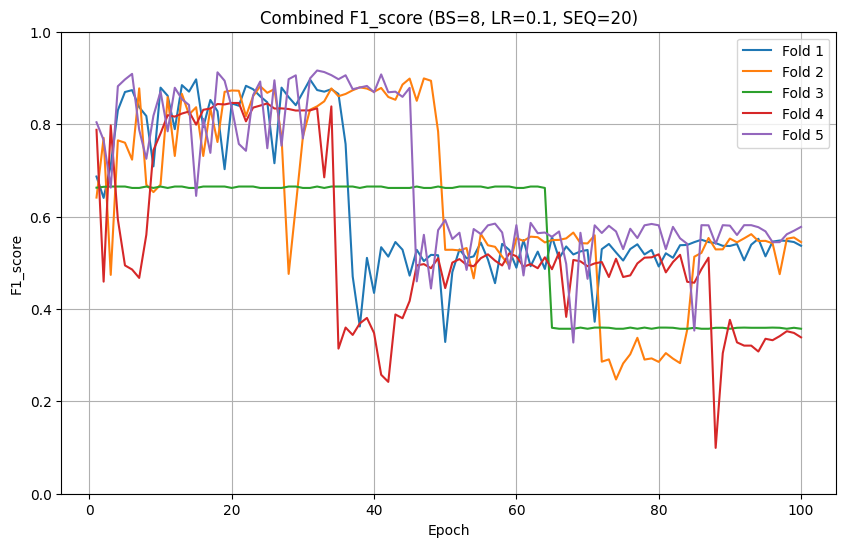 Combined F1_score (BS=8, LR=0.1, SEQ=20)
1.0
0.8
0.6
0.4
0.2
0.0
F1_score
0 20 40 60 80 100
Epoch
Fold 1
Fold 2
Fold 3
Fold 4
Fold 5